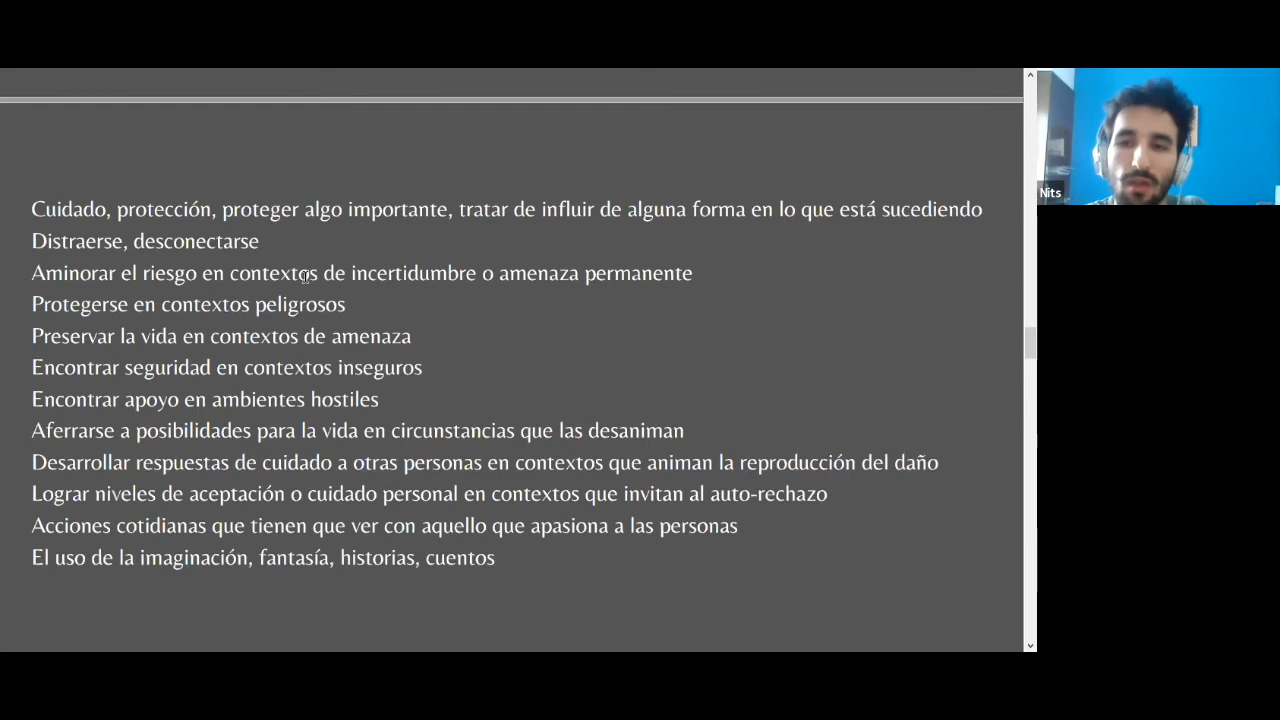 Cuidado, protección, proteger algo importante, tratar de influir de alguna forma en lo que está sucediendo
Distraerse, desconectarse
Aminorar el riesgo en contextos de incertidumbre o amenaza permanente
Protegerse en contextos peligrosos
Preservar la vida en contextos de amenaza
Encontrar seguridad en contextos inseguros
Encontrar apoyo en ambientes hostiles
Aferrarse a posibilidades para la vida en circunstancias que las desaniman
Desarrollar respuestas de cuidado a otras personas en contextos que animan la reproducción del daño
Lograr niveles de aceptación o cuidado personal en contextos que invitan al auto-rechazo
Acciones cotidianas que tienen que ver con aquello que apasiona a las personas
El uso de la imaginación, fantasía, historias, cuentos
Nits